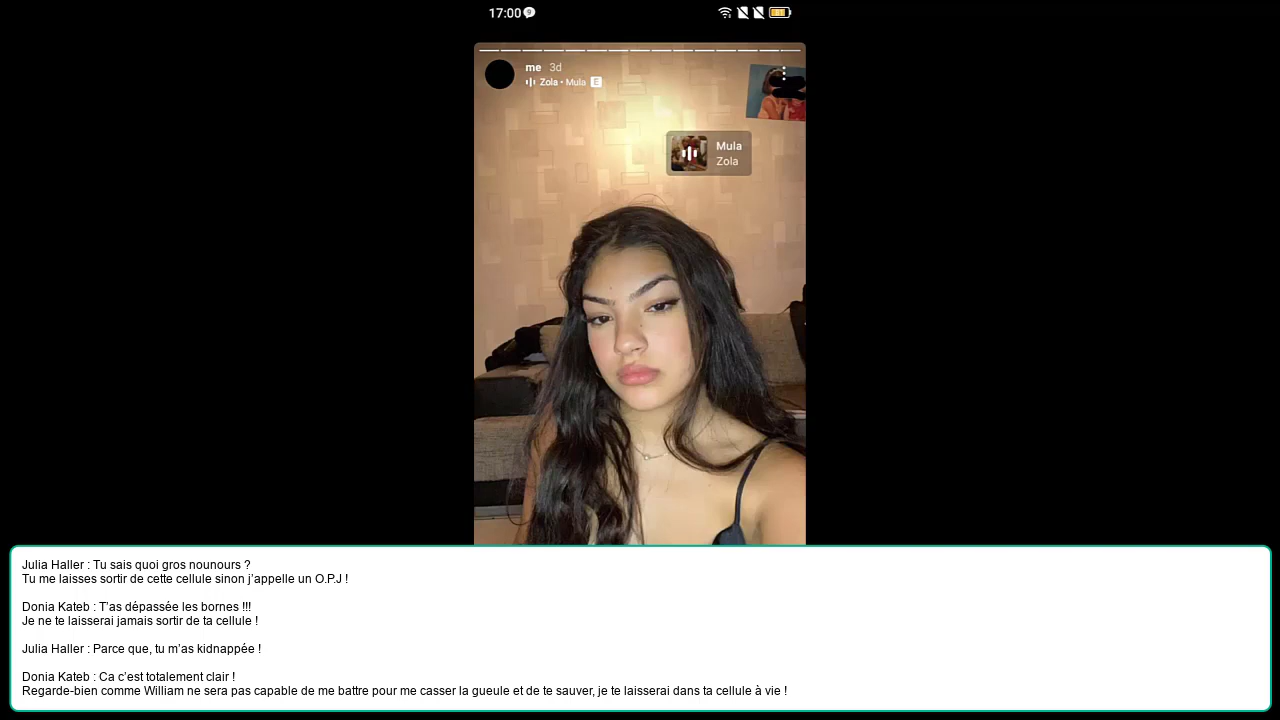 17:00
me 3d
Zola • Mula E
Mula
Zola
Julia Haller : Tu sais quoi gros nounours ?
Tu me laisses sortir de cette cellule sinon j’appelle un O.P.J !
Donia Kateb : T’as dépassée les bornes !!!
Je ne te laisserai jamais sortir de ta cellule !
Julia Haller : Parce que, tu m’as kidnappée !
Donia Kateb : Ca c’est totalement clair !
Regarde-bien comme William ne sera pas capable de me battre pour me casser la gueule et de te sauver, je te laisserai dans ta cellule à vie !